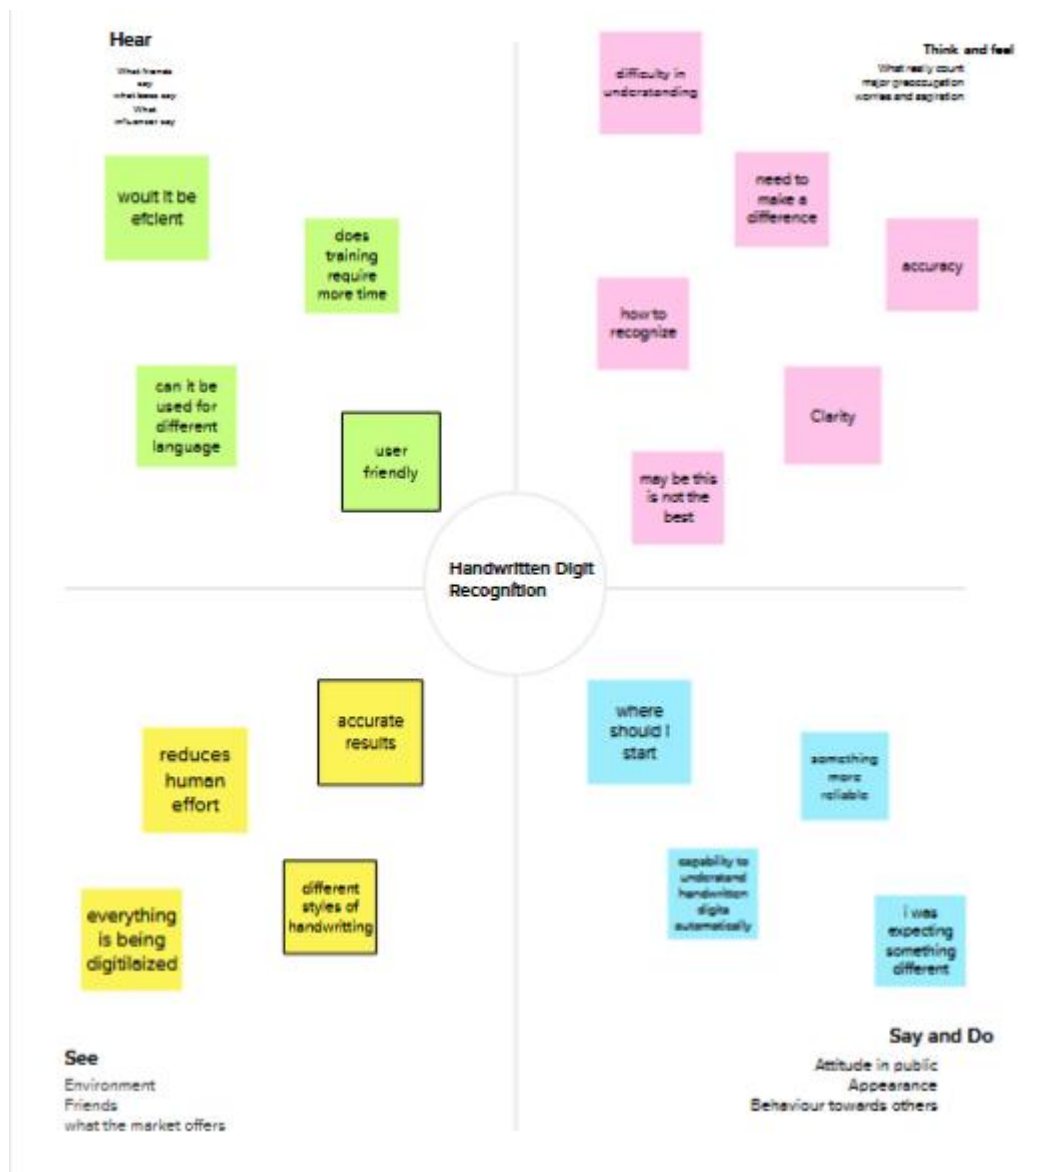 Hear
What friends
say
what boss say
What
influencer say
woult it be
efcient
does
training
require
more time
can it be
used for
different
language
user
friendly
Think and feel
What really count
major preoccupation
worries and aspiration
difficulty in
understanding
need to
make a
difference
accuracy
how to
recognize
Clarity
may be this
is not the
best
Handwritten Digit
Recognition
accurate
results
reduces
human
effort
different
styles of
handwritting
everything
is being
digitilaized
See
Environment
Friends
what the market offers
where
should I
start
something
more
reliable
capability to
understand
handwritten
digits
automatically
i was
expecting
something
different
Say and Do
Attitude in public
Appearance
Behaviour towards others